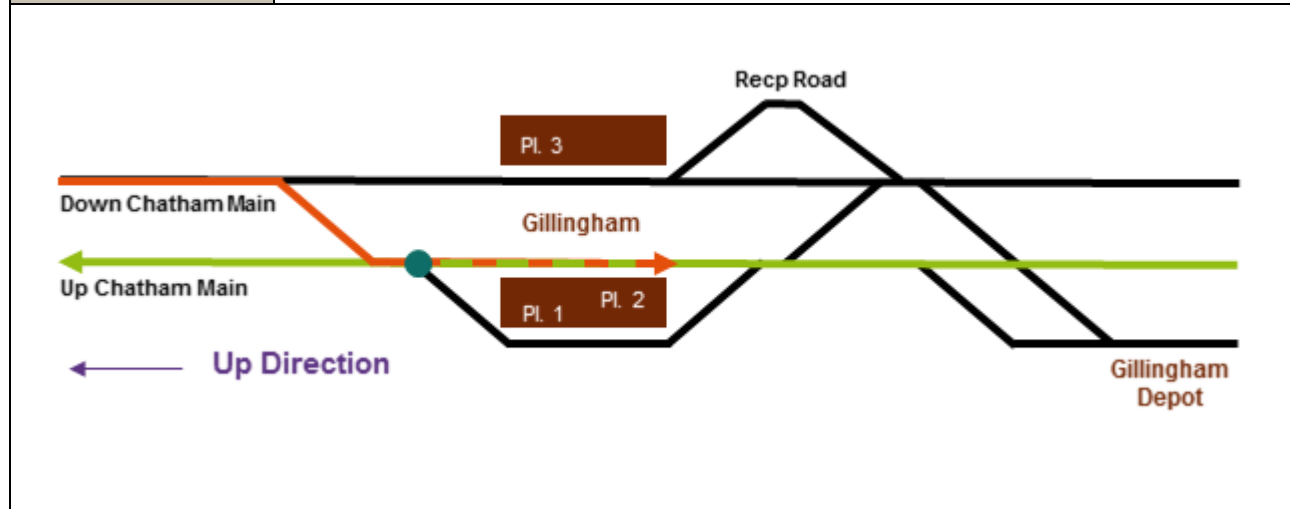 Recp Road
Pl. 3
Down Chatham Main
Gillingham
Up Chatham Main
Pl. 1
Pl. 2
Up Direction
Gillingham
Depot